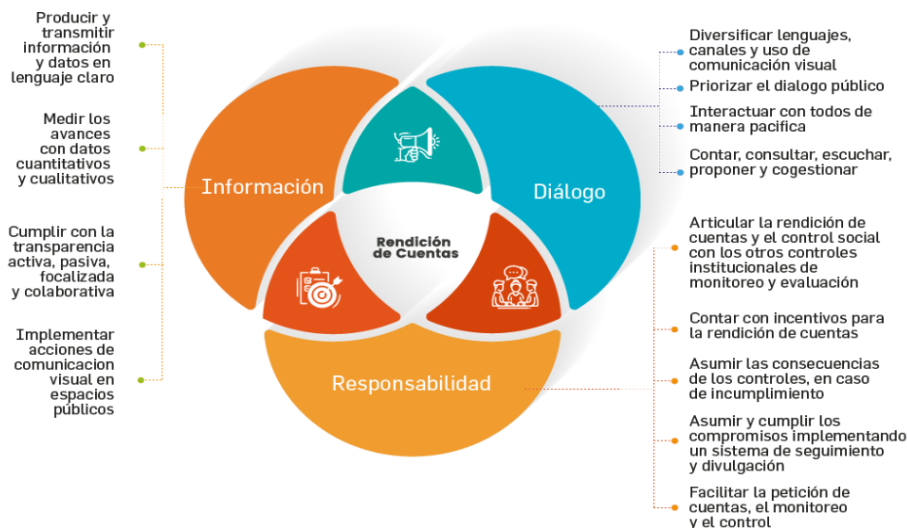 Producir y
transmitir
información
y datos en
lenguaje claro
Medir los
avances
con datos
cuantitativos
y cualitativos
Cumplir con la
transparencia
activa, pasiva,
focalizada
y colaborativa
Implementar
acciones de
comunicacion
visual en
espacios
públicos
Información
Diálogo
Rendición
de Cuentas
Responsabilidad
Diversificar lenguajes,
canales y uso de
comunicación visual
Priorizar el dialogo público
Interactuar con todos de
manera pacifica
Contar, consultar, escuchar,
proponer y cogestionar
Articular la rendición de
cuentas y el control social
con los otros controles
institucionales de
monitoreo y evaluación
Contar con incentivos para
la rendición de cuentas
Asumir las consecuencias
de los controles, en caso
de incumplimiento
Asumir y cumplir los
compromisos implementando
un sistema de seguimiento
y divulgación
Facilitar la petición de
cuentas, el monitoreo
y el control